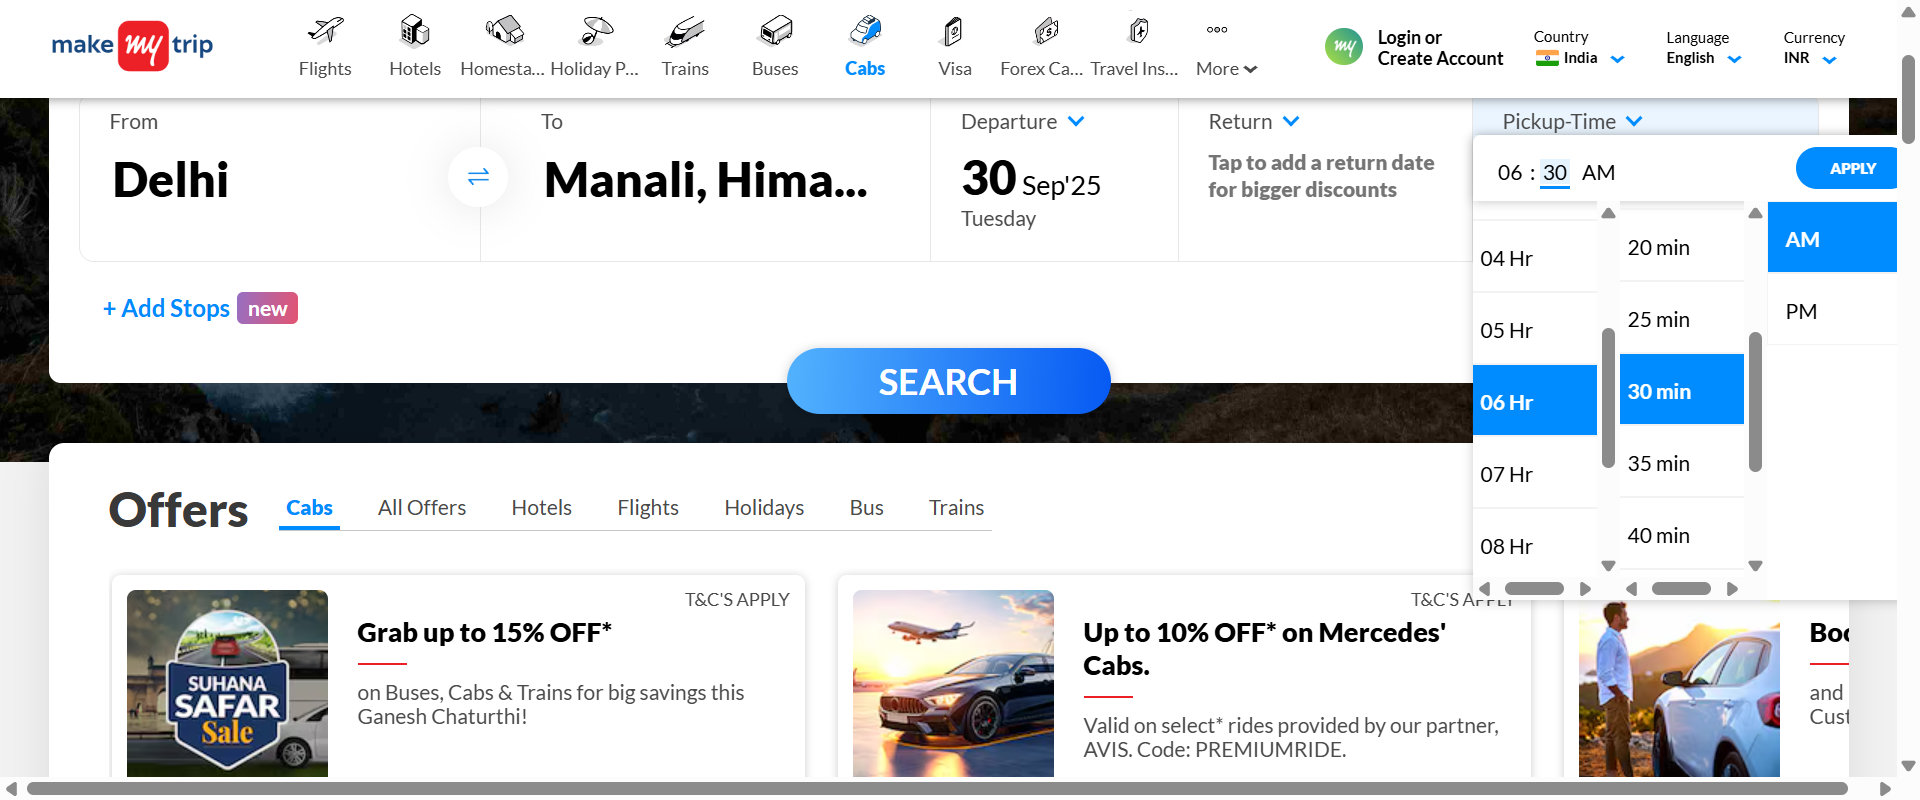 make my trip
Flights
Hotels
Homesta...
Holiday P...
Trains
Buses
Cabs
Visa
Forex Ca...
Travel Ins...
More
my
Login or
Create Account
Country
India
Language
English
Currency
INR
From
Delhi
To
Manali, Hima...
Departure
30 Sep'25
Tuesday
Return
Tap to add a return date
for bigger discounts
Pickup-Time
06 : 30 AM
APPLY
04 Hr
05 Hr
06 Hr
07 Hr
08 Hr
20 min
25 min
30 min
35 min
40 min
AM
PM
+ Add Stops new
SEARCH
Offers
Cabs
All Offers
Hotels
Flights
Holidays
Bus
Trains
SUHANA
SAFAR
Sale
T&C'S APPLY
Grab up to 15% OFF*
on Buses, Cabs & Trains for big savings this
Ganesh Chaturthi!
T&C'S APPLY
Up to 10% OFF* on Mercedes'
Cabs.
Valid on select* rides provided by our partner,
AVIS. Code: PREMIUMRIDE.
and